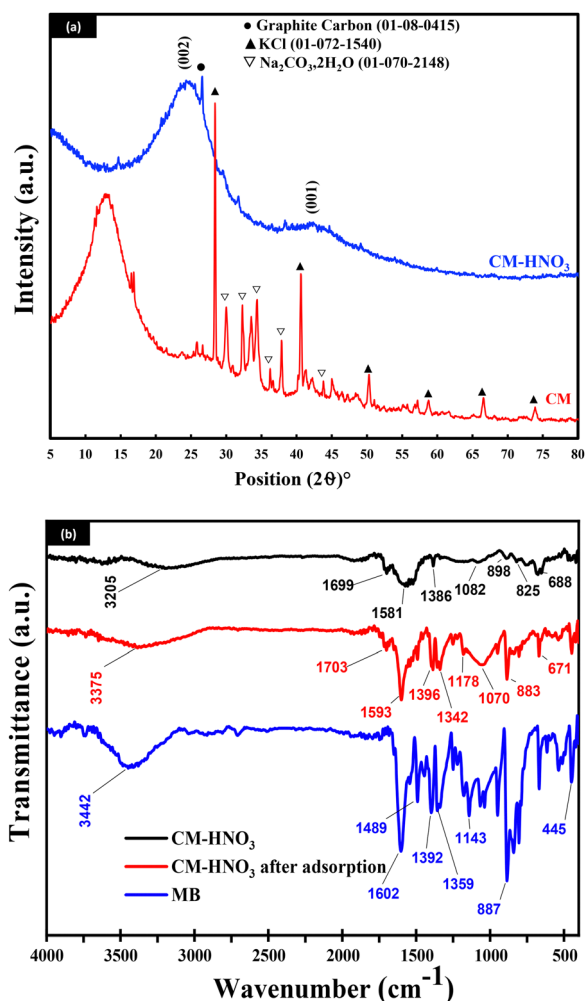 (a)
● Graphite Carbon (01-08-0415)
▲ KCl (01-072-1540)
▽ Na₂CO₃,2H₂O (01-070-2148)
(002)
(001)
CM-HNO₃
CM
Intensity (a.u.)
5 10 15 20 25 30 35 40 45 50 55 60 65 70 75 80
Position (2ϑ)°
(b)
3205
1699
1581
1386
1082
898
825
688
3375
1703
1593
1396
1342
1178
1070
883
671
3442
1602
1489
1392
1359
1143
887
445
CM-HNO₃
CM-HNO₃ after adsorption
MB
Transmittance (a.u.)
4000 3500 3000 2500 2000 1500 1000 500
Wavenumber (cm⁻¹)